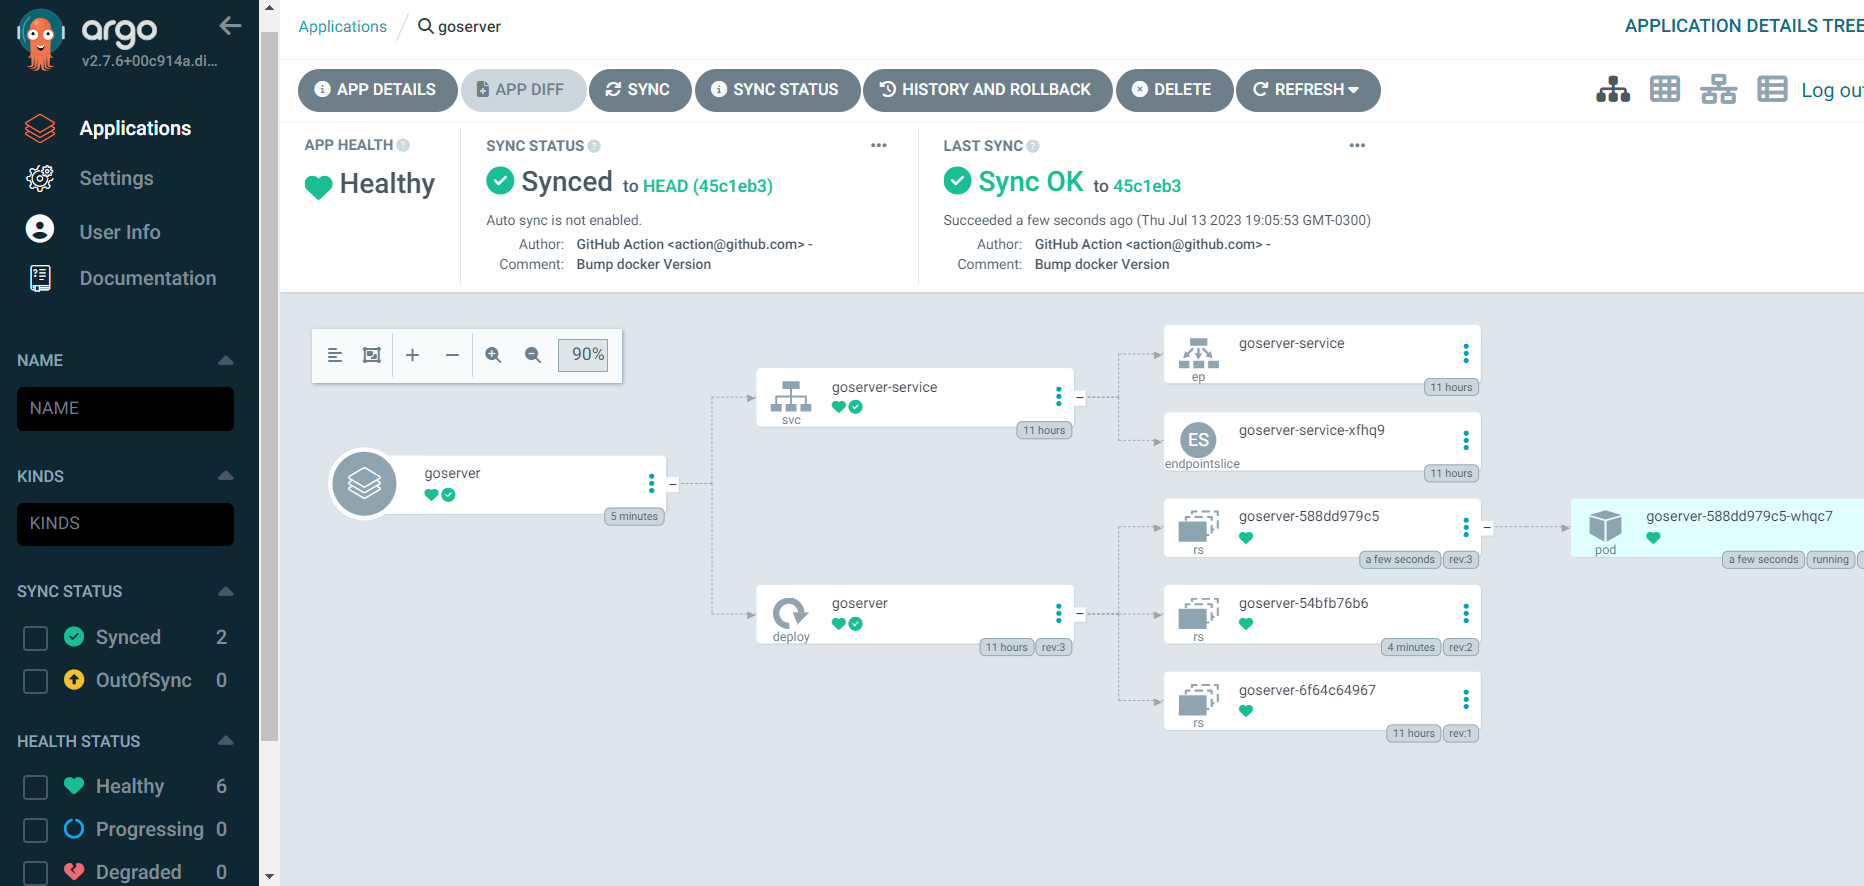 argo
v2.7.6+00c914a.di...
Applications
Settings
User Info
Documentation
NAME
NAME
KINDS
KINDS
SYNC STATUS
Synced 2
OutOfSync 0
HEALTH STATUS
Healthy 6
Progressing 0
Degraded 0
Applications / goserver
APPLICATION DETAILS TREE
APP DETAILS
APP DIFF
SYNC
SYNC STATUS
HISTORY AND ROLLBACK
DELETE
REFRESH
Log out
APP HEALTH
Healthy
SYNC STATUS
Synced to HEAD (45c1eb3)
Auto sync is not enabled.
Author: GitHub Action <action@github.com> -
Comment: Bump docker Version
LAST SYNC
Sync OK to 45c1eb3
Succeeded a few seconds ago (Thu Jul 13 2023 19:05:53 GMT-0300)
Author: GitHub Action <action@github.com> -
Comment: Bump docker Version
90%
goserver
5 minutes
goserver-service
svc
11 hours
goserver
deploy
11 hours rev:3
goserver-service
ep
11 hours
ES
goserver-service-xfhq9
endpointslice
11 hours
goserver-588dd979c5
rs
a few seconds rev:3
goserver-54bfb76b6
rs
4 minutes rev:2
goserver-6f64c64967
rs
11 hours rev:1
goserver-588dd979c5-whqc7
pod
a few seconds running